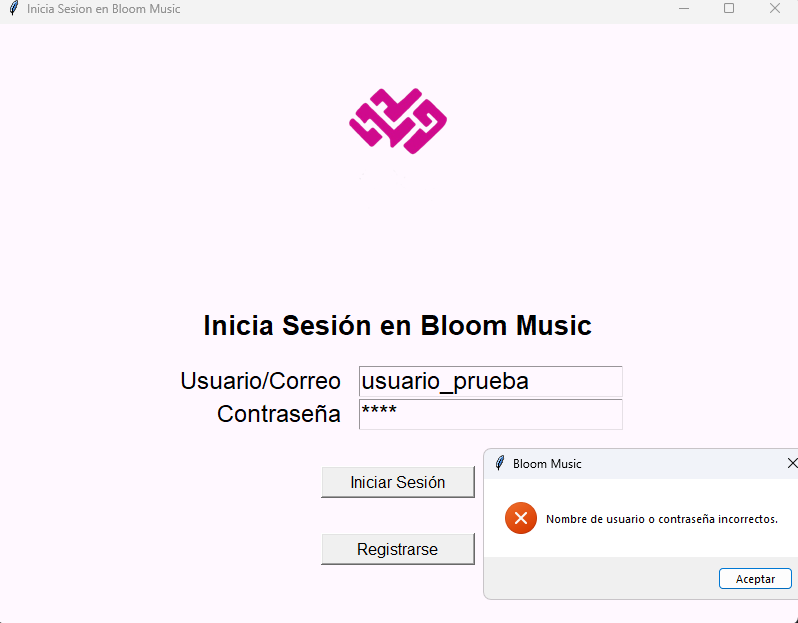 Inicia Sesion en Bloom Music
Inicia Sesión en Bloom Music
Usuario/Correo usuario_prueba
Contraseña ****
Iniciar Sesión
Registrarse
Bloom Music
Nombre de usuario o contraseña incorrectos.
Aceptar